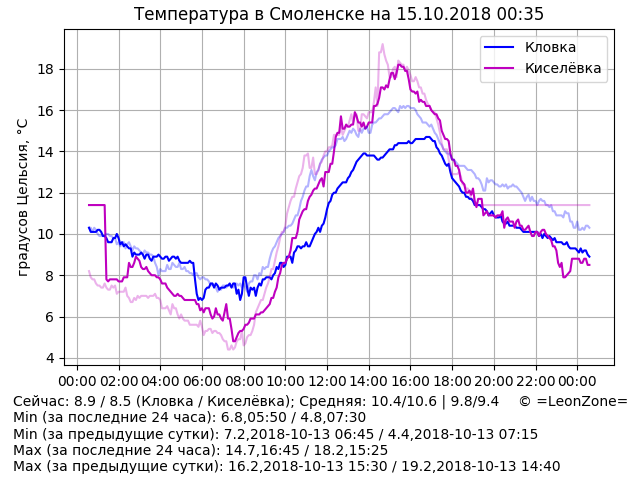 Температура в Смоленске на 15.10.2018 00:35
Кловка
Киселёвка
градусов Цельсия, °C
18
16
14
12
10
8
6
4
00:00 02:00 04:00 06:00 08:00 10:00 12:00 14:00 16:00 18:00 20:00 22:00 00:00
Сейчас: 8.9 / 8.5 (Кловка / Киселёвка); Средняя: 10.4/10.6 | 9.8/9.4 © =LeonZone=
Min (за последние 24 часа): 6.8,05:50 / 4.8,07:30
Min (за предыдущие сутки): 7.2,2018-10-13 06:45 / 4.4,2018-10-13 07:15
Max (за последние 24 часа): 14.7,16:45 / 18.2,15:25
Max (за предыдущие сутки): 16.2,2018-10-13 15:30 / 19.2,2018-10-13 14:40